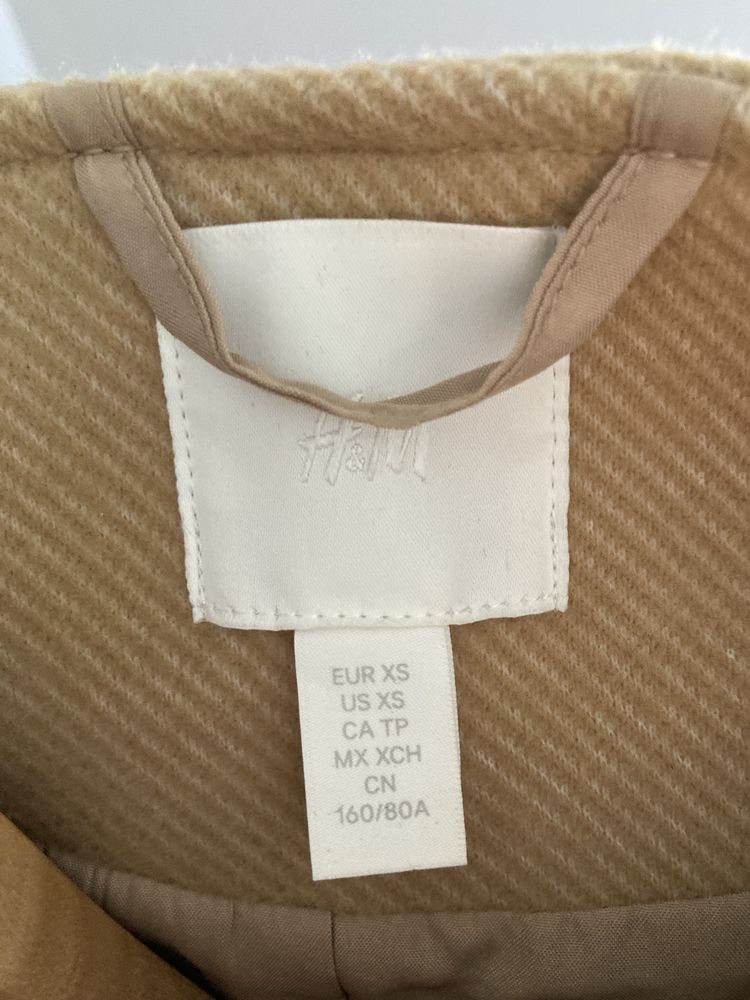 H&M
EUR XS
US XS
CA TP
MX XCH
CN
160/80A